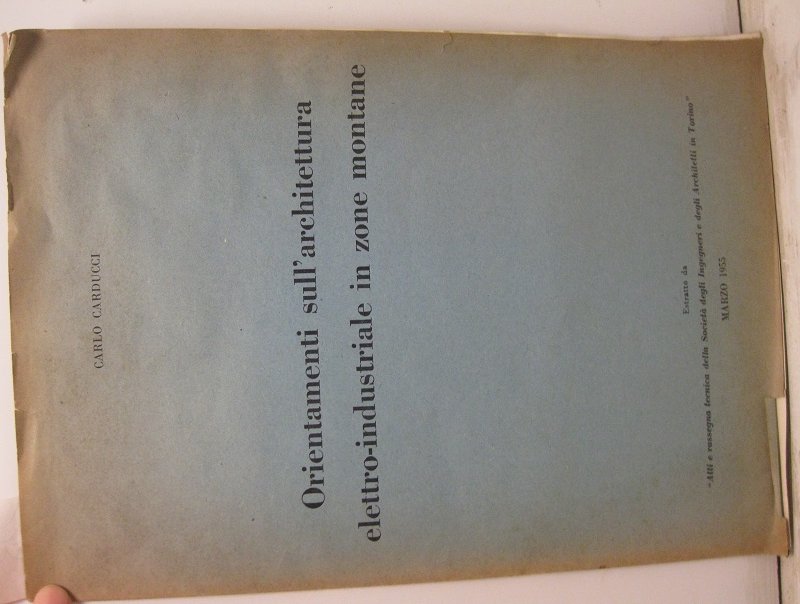 CARLO CARDUCCI
Orientamenti sull'architettura
elettro-industriale in zone montane
Estratto da
"Atti e rassegna tecnica della Società degli Ingegneri e degli Architetti in Torino"
MARZO 1955